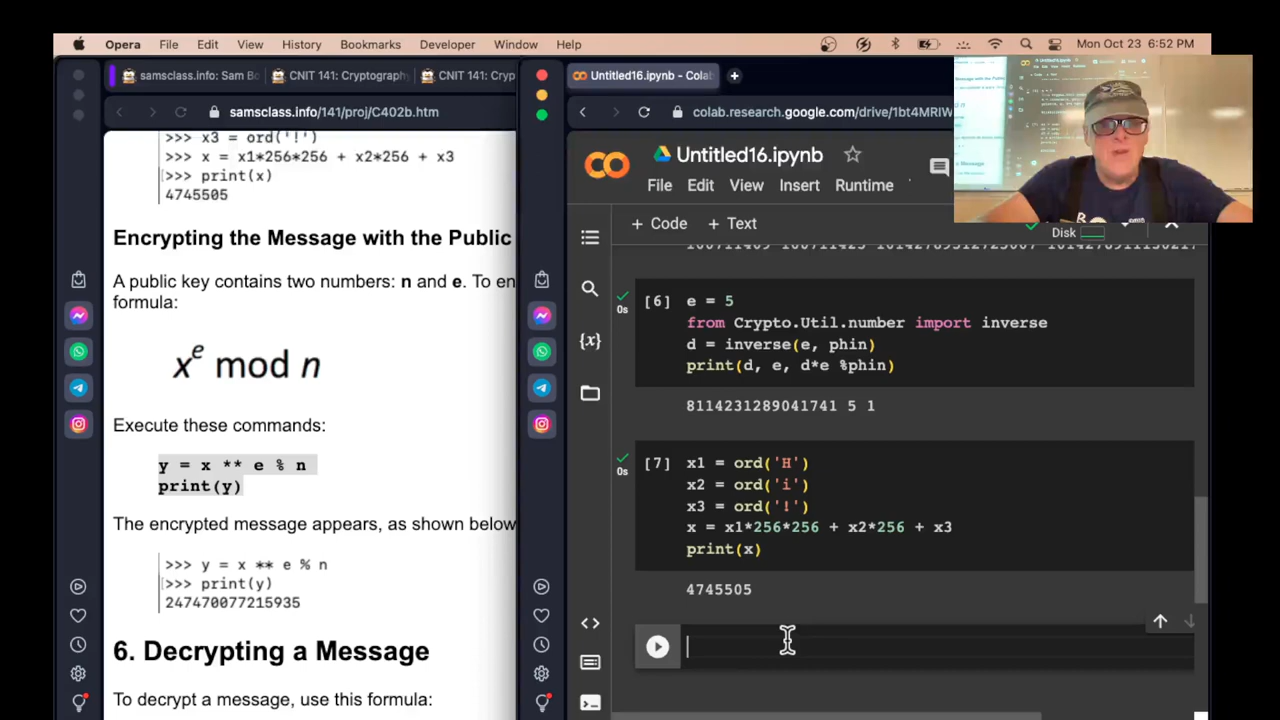 Opera File Edit View History Bookmarks Developer Window Help Mon Oct 23 6:52 PM
samsclass.info: Sam Bo CNIT 141: Cryptography CNIT 141: Cryp
samsclass.info/141/proj/C402b.htm
>>> x3 = ord('!')
>>> x = x1*256*256 + x2*256 + x3
>>> print(x)
4745505
Encrypting the Message with the Public
A public key contains two numbers: n and e. To en
formula:
x^e mod n
Execute these commands:
y = x ** e % n
print(y)
The encrypted message appears, as shown below
>>> y = x ** e % n
>>> print(y)
247470077215935
6. Decrypting a Message
To decrypt a message, use this formula:
Untitled16.ipynb - Colab
colab.research.google.com/drive/1bt4MRIW
Untitled16.ipynb
File Edit View Insert Runtime
+ Code + Text
Disk
[6] e = 5
from Crypto.Util.number import inverse
d = inverse(e, phin)
print(d, e, d*e %phin)
0s
8114231289041741 5 1
[7] x1 = ord('H')
x2 = ord('i')
x3 = ord('!')
x = x1*256*256 + x2*256 + x3
print(x)
0s
4745505